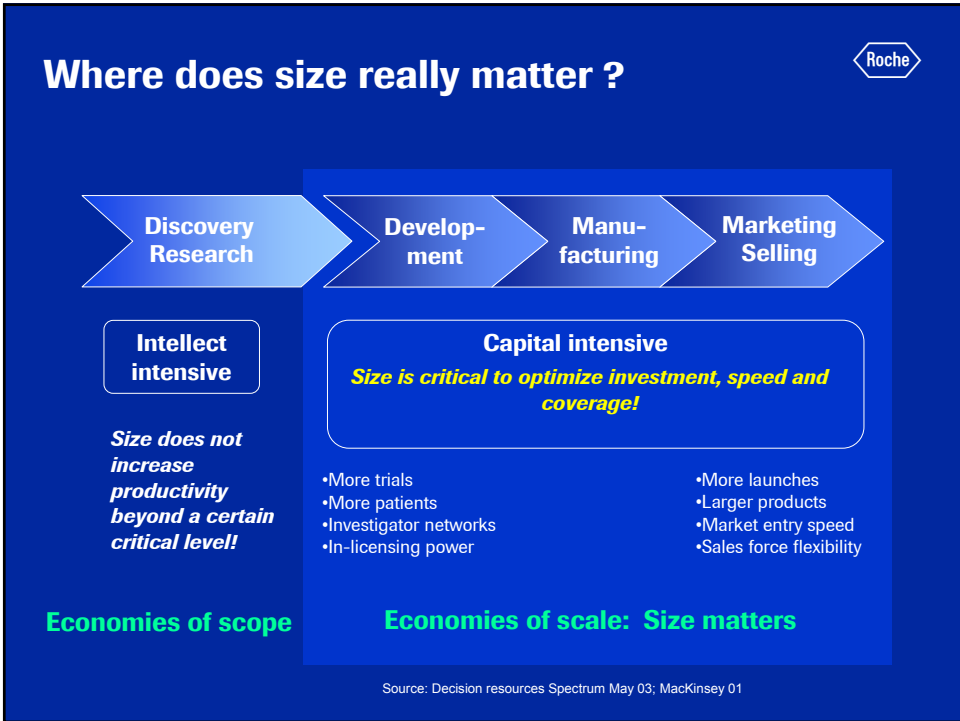 Where does size really matter ?
Roche
Discovery
Research
Develop-
ment
Manu-
facturing
Marketing
Selling
Intellect
intensive
Capital intensive
Size is critical to optimize investment, speed and
coverage!
Size does not
increase
productivity
beyond a certain
critical level!
•More trials
•More patients
•Investigator networks
•In-licensing power
•More launches
•Larger products
•Market entry speed
•Sales force flexibility
Economies of scope
Economies of scale:  Size matters
Source: Decision resources Spectrum May 03; MacKinsey 01